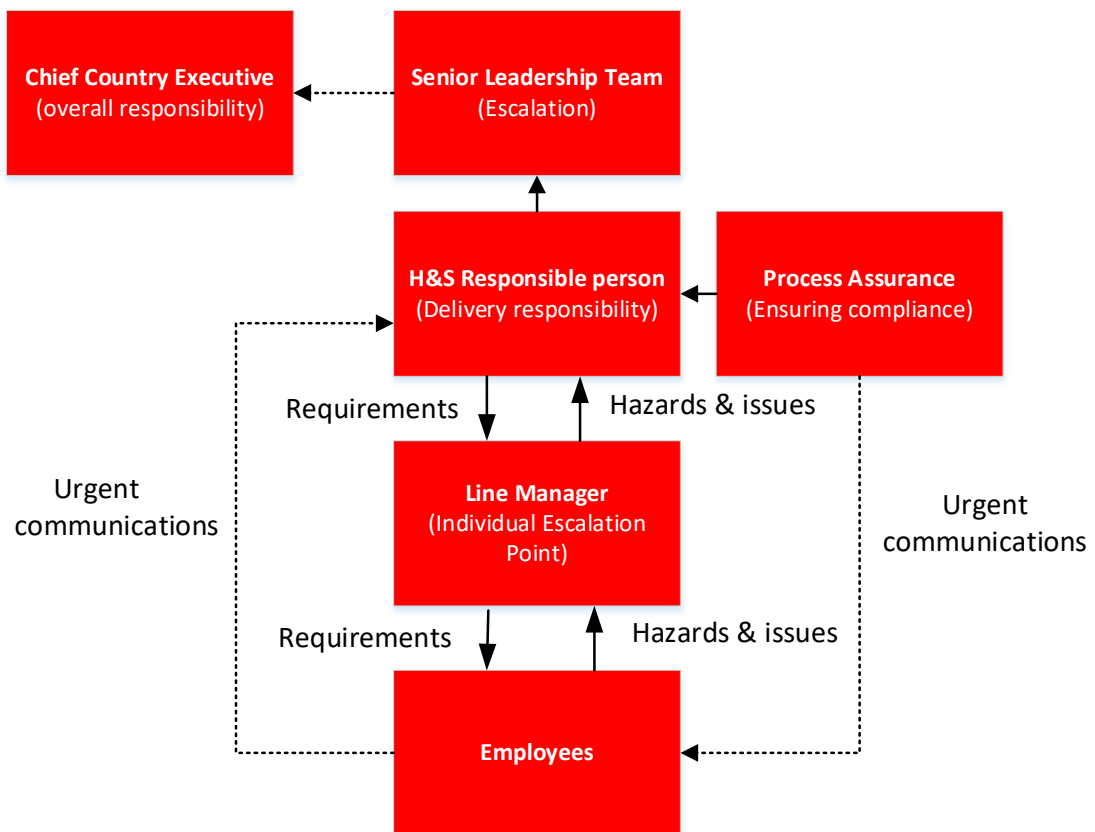 Chief Country Executive
(overall responsibility)
Senior Leadership Team
(Escalation)
H&S Responsible person
(Delivery responsibility)
Process Assurance
(Ensuring compliance)
Requirements
Hazards & issues
Urgent
communications
Line Manager
(Individual Escalation
Point)
Urgent
communications
Requirements
Hazards & issues
Employees